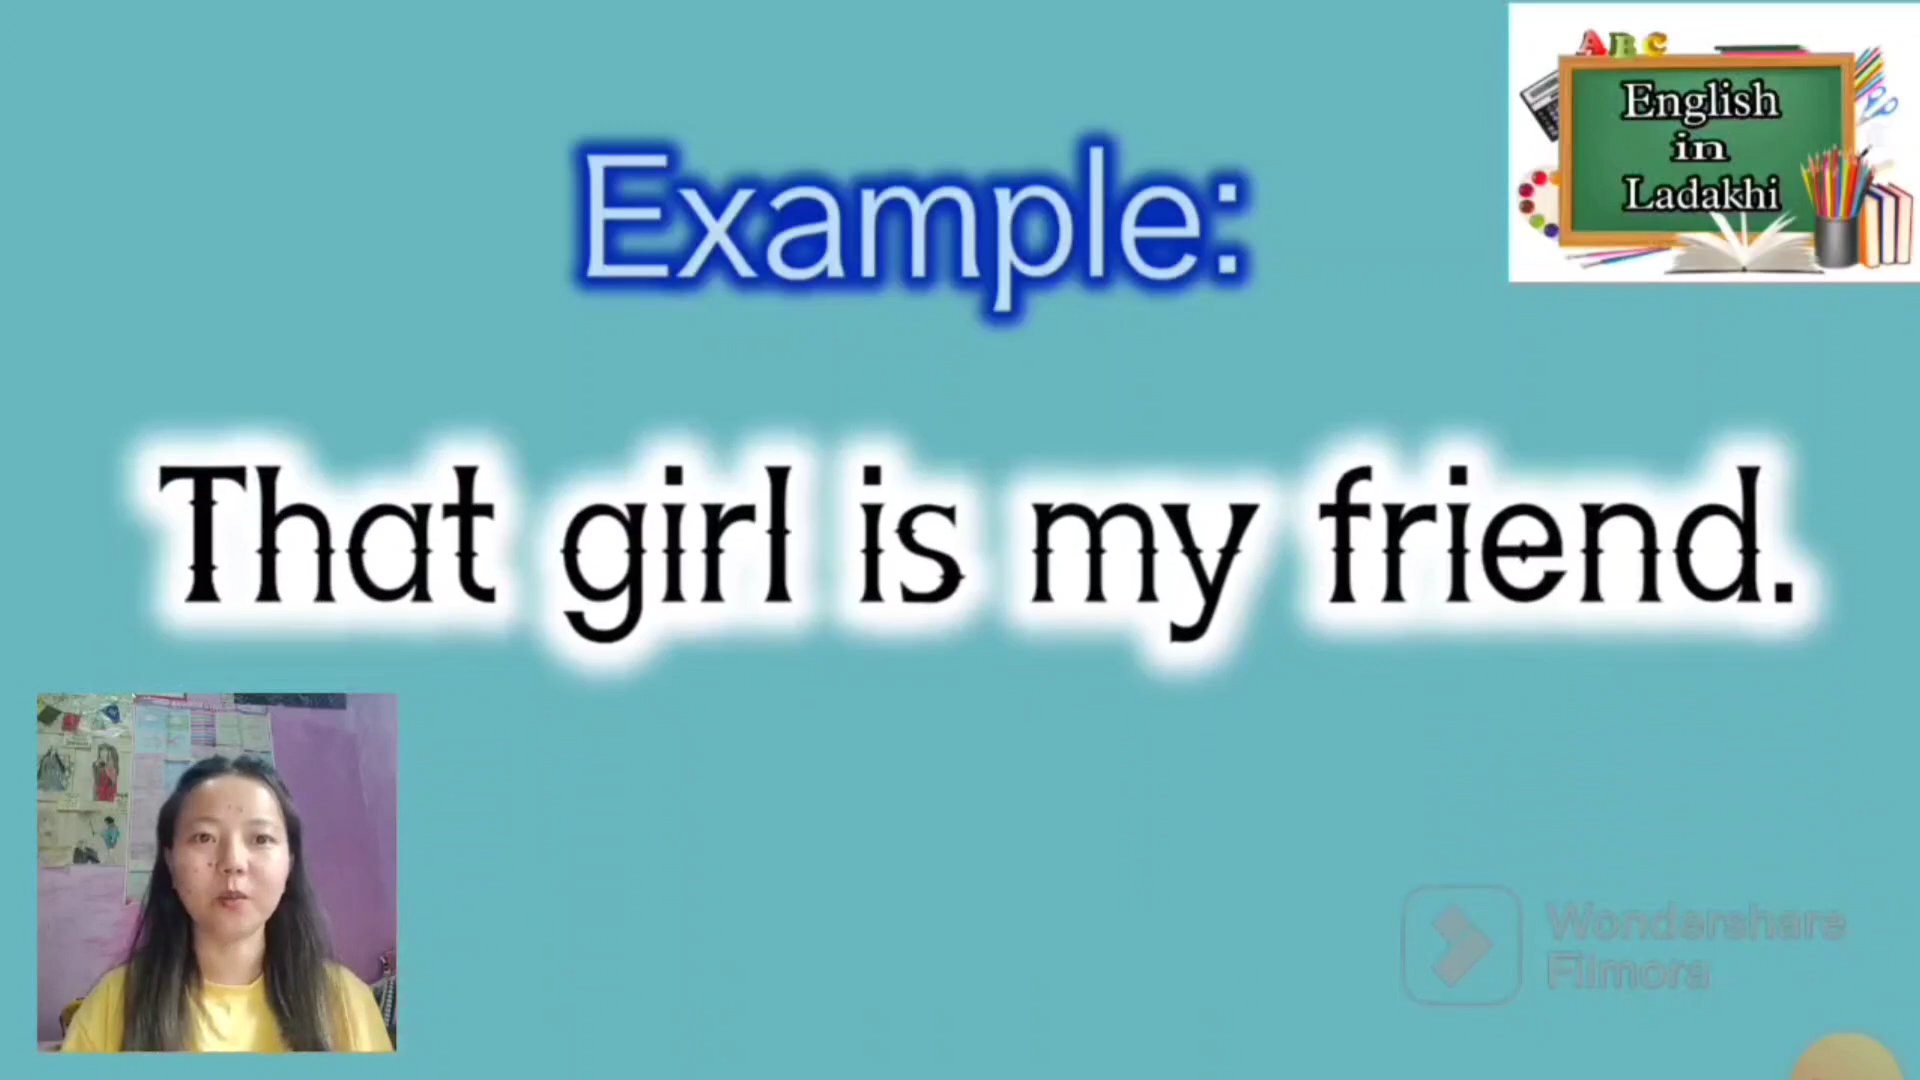 Example:
ABC
English
in
Ladakhi
That girl is my friend.
Wondershare
Filmora